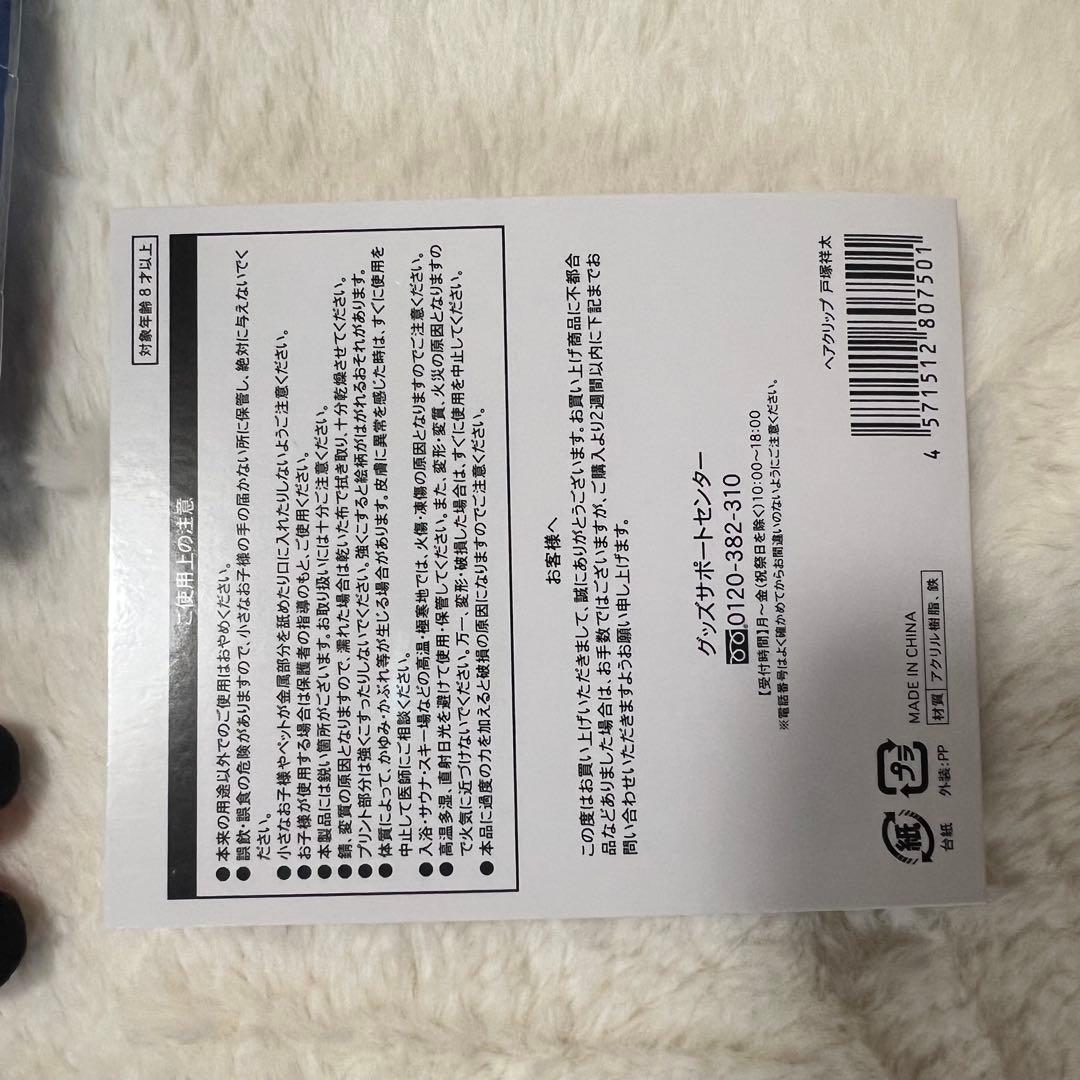 対象年齢 8 才以上
ご使用上の注意
●本来の用途以外でのご使用はおやめください。
●誤飲・誤食の危険がありますので、小さなお子様の手の届かない所に保管し、絶対に与えないでく
ださい。
●小さなお子様やペットが金属部分を舐めたり口に入れたりしないようご注意ください。
●お子様が使用する場合は保護者の指導のもと、ご使用ください。
●本製品には鋭い箇所がございます。お取り扱いには十分ご注意ください。
●錆、変質の原因となりますので、濡れた場合は乾いた布で拭き取り、十分乾燥させてください。
●プリント部分は強くこすったりしないでください。強くこすると絵柄がはがれるおそれがあります。
●体質によって、かゆみ・かぶれ等が生じる場合があります。皮膚に異常を感じた時は、すぐに使用を
中止して医師にご相談ください。
●入浴・サウナ・スキー場などの高温・極寒地では、火傷・凍傷の原因となりますのでご注意ください。
●高温多湿、直射日光を避けて使用・保管してください。また、変形・変質、火災の原因となりますの
で火気に近づけないでください。万一、変形・破損した場合は、すぐに使用を中止してください。
●本品に過度の力を加えると破損の原因になりますのでご注意ください。
お客様へ
この度はお買い上げいただきまして、誠にありがとうございます。お買い上げ商品に不都合
品などありました場合は、お手数ではございますが、ご購入より2週間以内に下記までお
問い合わせいただきますようお願い申し上げます。
グッズサポートセンター
0120-382-310
【受付時間】月～金(祝祭日を除く)10:00～18:00
※電話番号はよく確かめてからお間違いのないようにご注意ください。
ヘアクリップ 戸塚祥太
4 571512 807501
MADE IN CHINA
材質 アクリル樹脂、鉄
紙
台紙
プラ
外装:PP